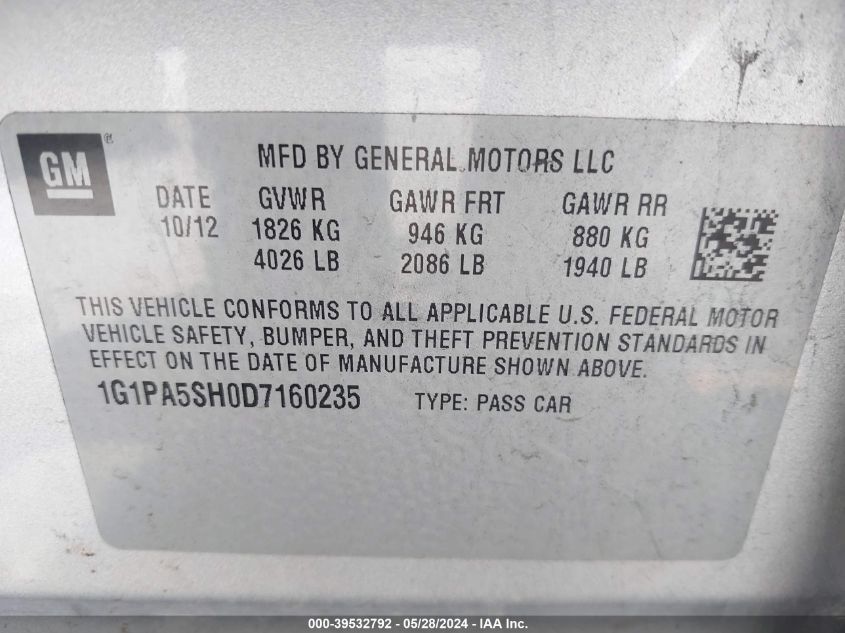 GM®
MFD BY GENERAL MOTORS LLC
DATE GVWR GAWR FRT GAWR RR
10/12 1826 KG 946 KG 880 KG
4026 LB 2086 LB 1940 LB
THIS VEHICLE CONFORMS TO ALL APPLICABLE U.S. FEDERAL MOTOR
VEHICLE SAFETY, BUMPER, AND THEFT PREVENTION STANDARDS IN
EFFECT ON THE DATE OF MANUFACTURE SHOWN ABOVE.
1G1PA5SH0D7160235 TYPE: PASS CAR
000-39532792 - 05/28/2024 - IAA Inc.